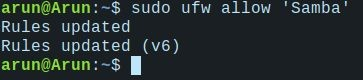 arun@Arun:~$ sudo ufw allow 'Samba'
Rules updated
Rules updated (v6)
arun@Arun:~$